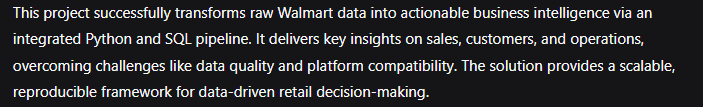 This project successfully transforms raw Walmart data into actionable business intelligence via an
integrated Python and SQL pipeline. It delivers key insights on sales, customers, and operations,
overcoming challenges like data quality and platform compatibility. The solution provides a scalable,
reproducible framework for data-driven retail decision-making.